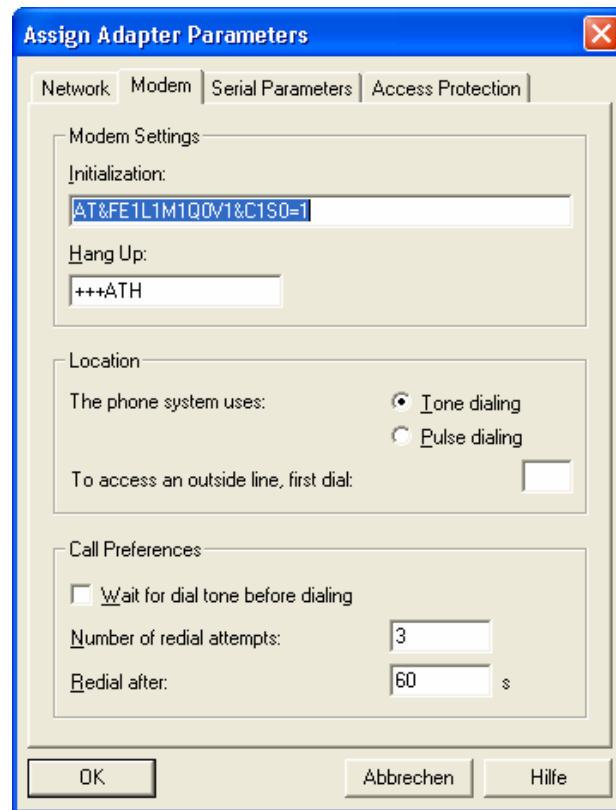 Assign Adapter Parameters
Network Modem Serial Parameters Access Protection
Modem Settings
Initialization:
AT&FE1L1M1Q0V1&C1S0=1
Hang Up:
+++ATH
Location
The phone system uses:
Tone dialing
Pulse dialing
To access an outside line, first dial:
Call Preferences
Wait for dial tone before dialing
Number of redial attempts: 3
Redial after: 60 s
OK Abbrechen Hilfe